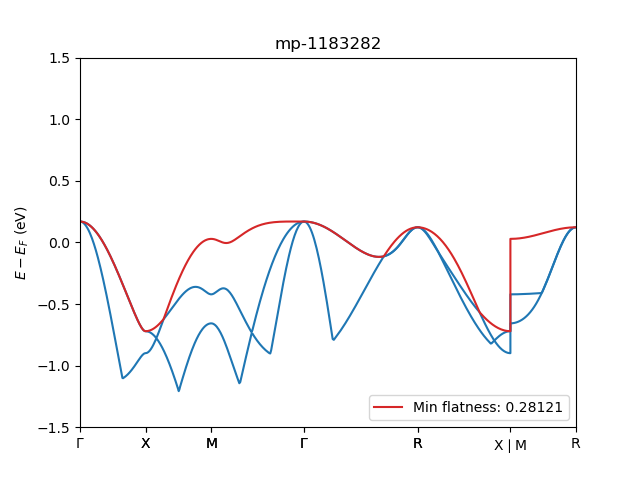 mp-1183282
E − E_F (eV)
1.5
1.0
0.5
0.0
−0.5
−1.0
−1.5
Min flatness: 0.28121
Γ X M Γ R X | M R